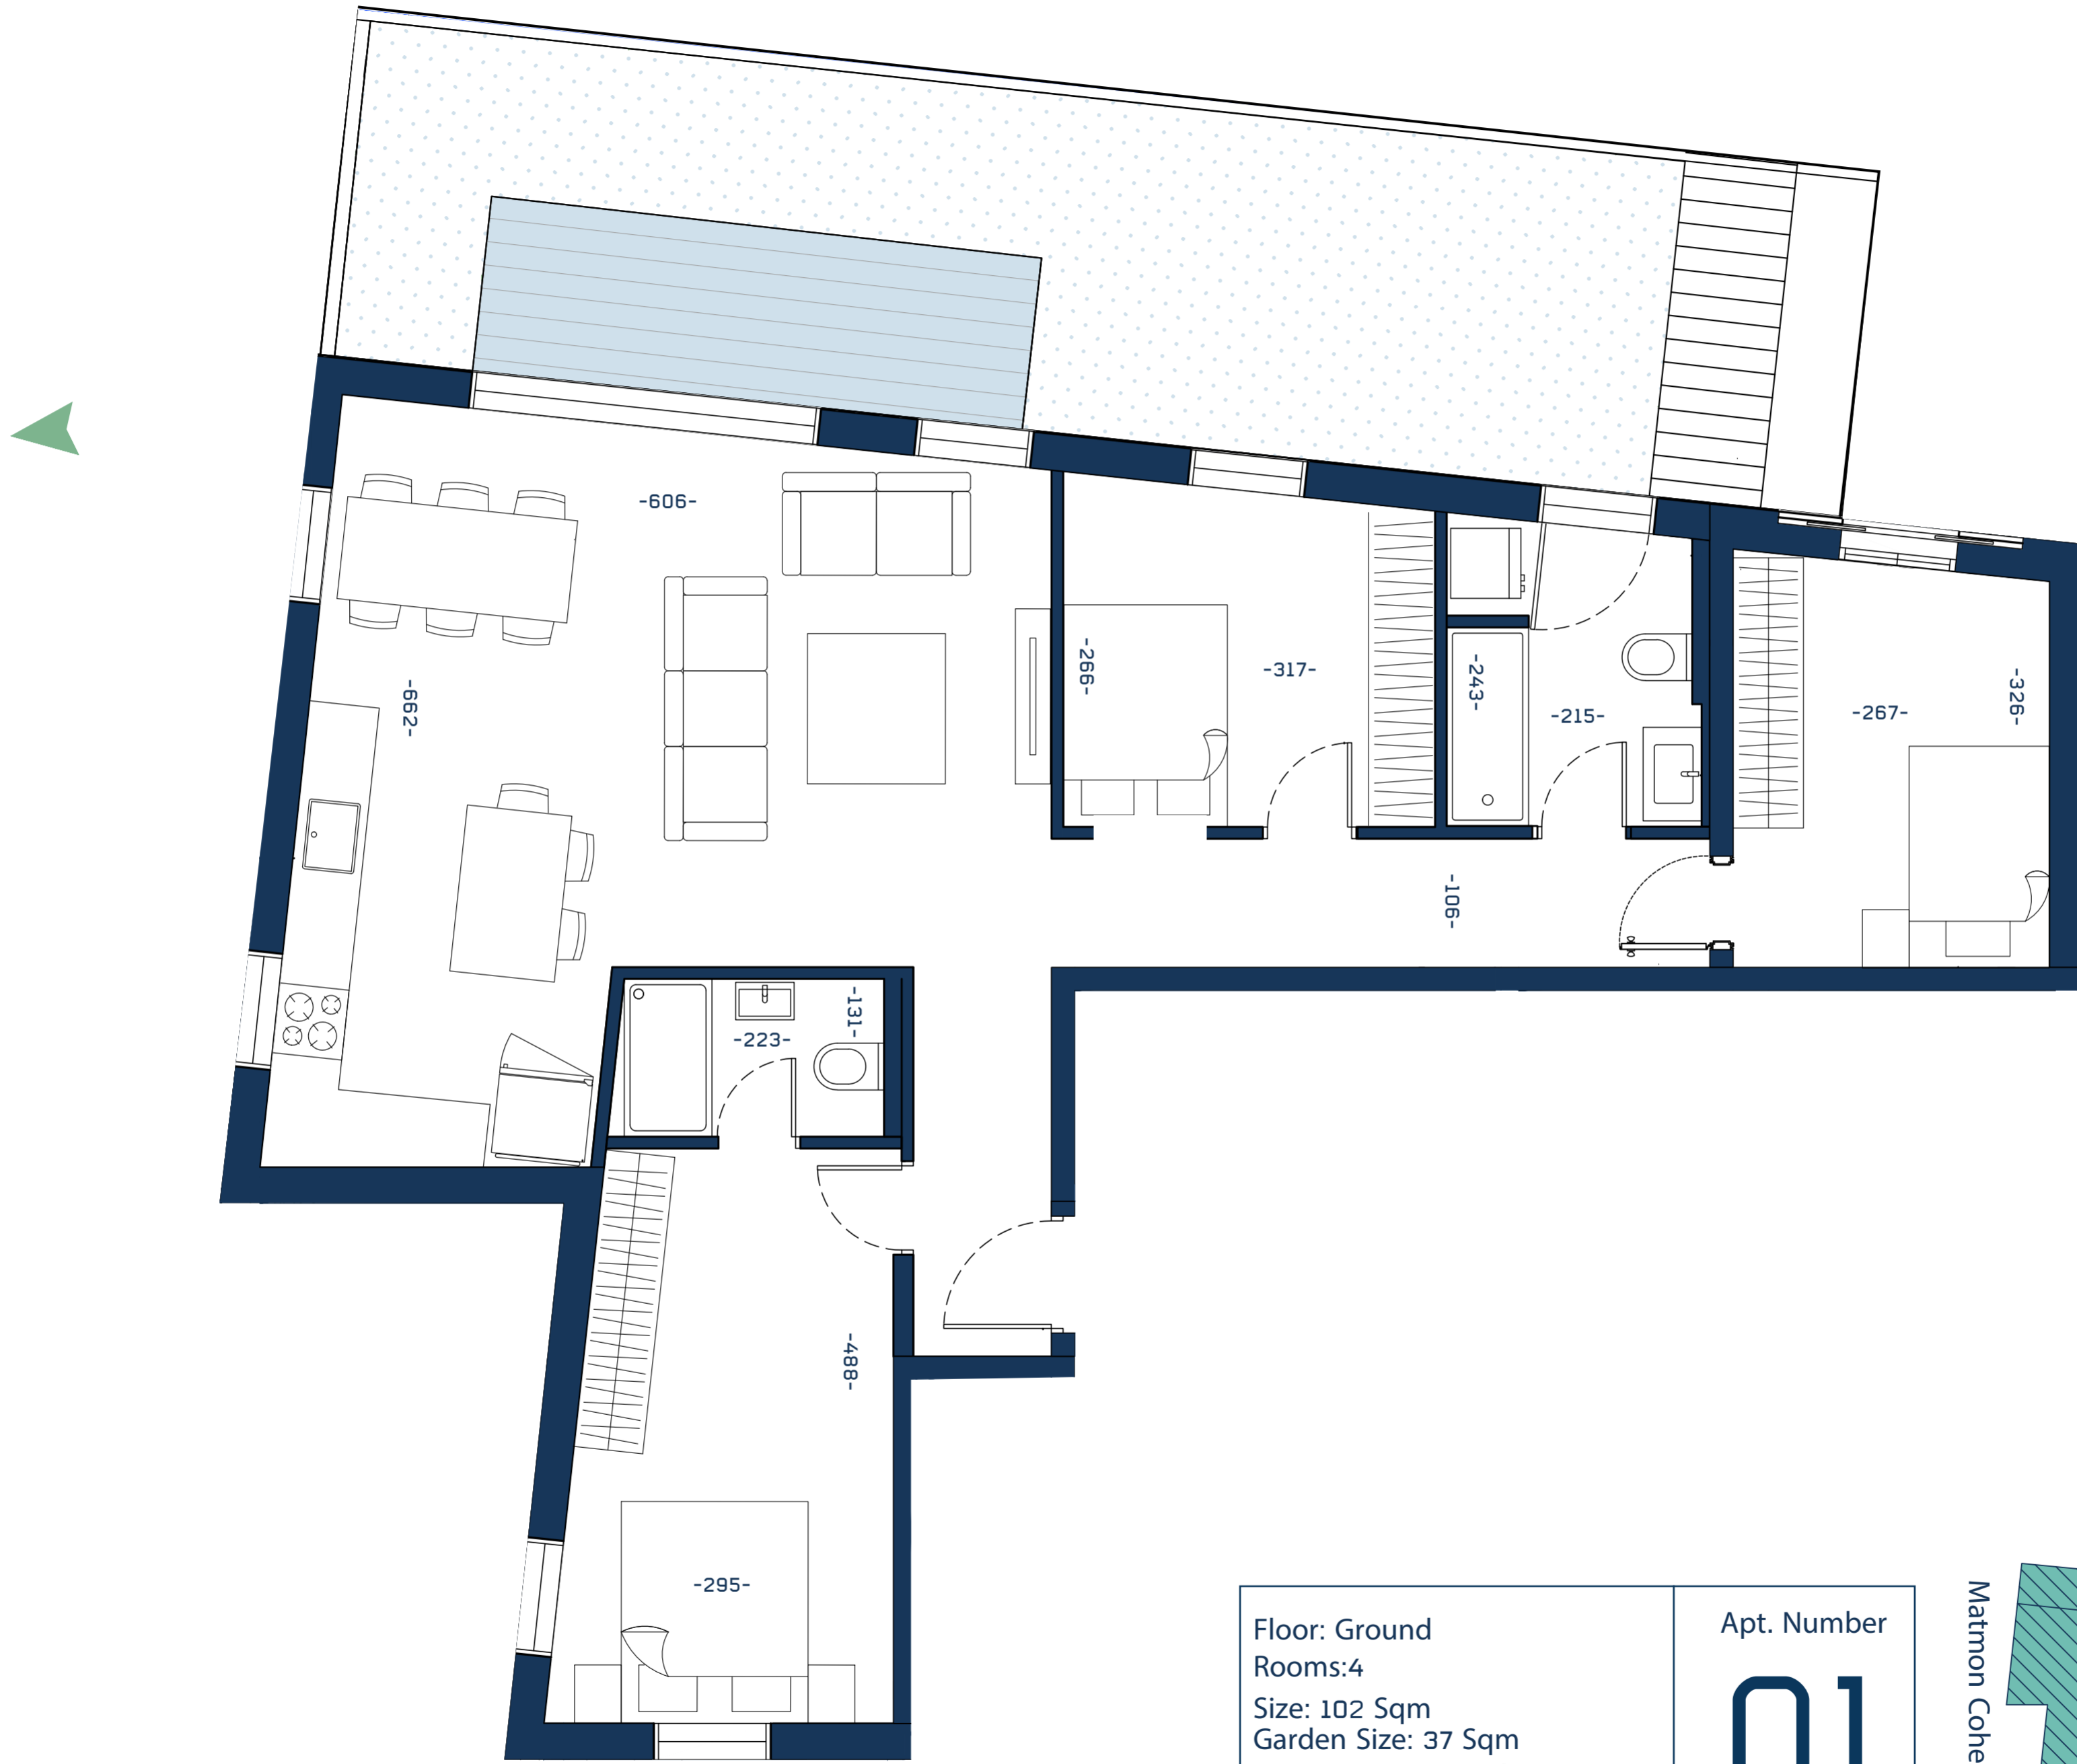 -606-
-662-
-266-
-317-
-243-
-215-
-267-
-326-
-106-
-131-
-223-
-488-
-295-
Floor: Ground
Rooms:4
Size: 102 Sqm
Garden Size: 37 Sqm
Apt. Number
01
Matmon Cohe